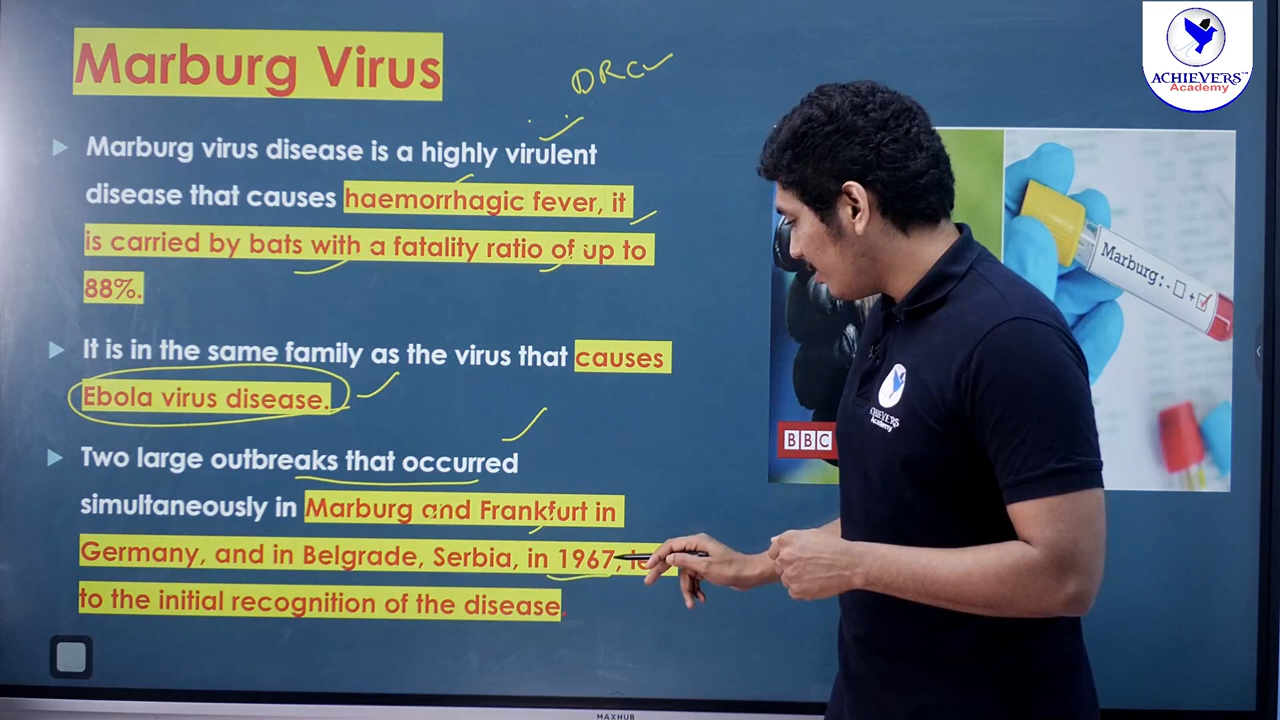 Marburg Virus
DRC
Marburg virus disease is a highly virulent
disease that causes haemorrhagic fever, it
is carried by bats with a fatality ratio of up to
88%.
It is in the same family as the virus that causes
Ebola virus disease.
Two large outbreaks that occurred
simultaneously in Marburg and Frankfurt in
Germany, and in Belgrade, Serbia, in 1967,
to the initial recognition of the disease.
ACHIEVERS™
Academy
Marburg: - +
BBC
ACHIEVERS
Academy
MAXHUB